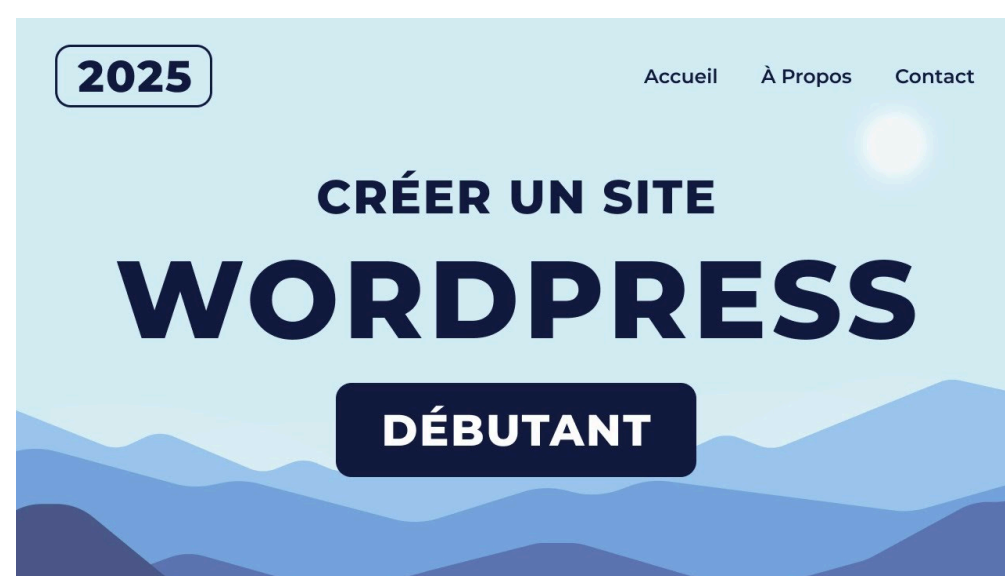 2025
Accueil À Propos Contact
CRÉER UN SITE
WORDPRESS
DÉBUTANT